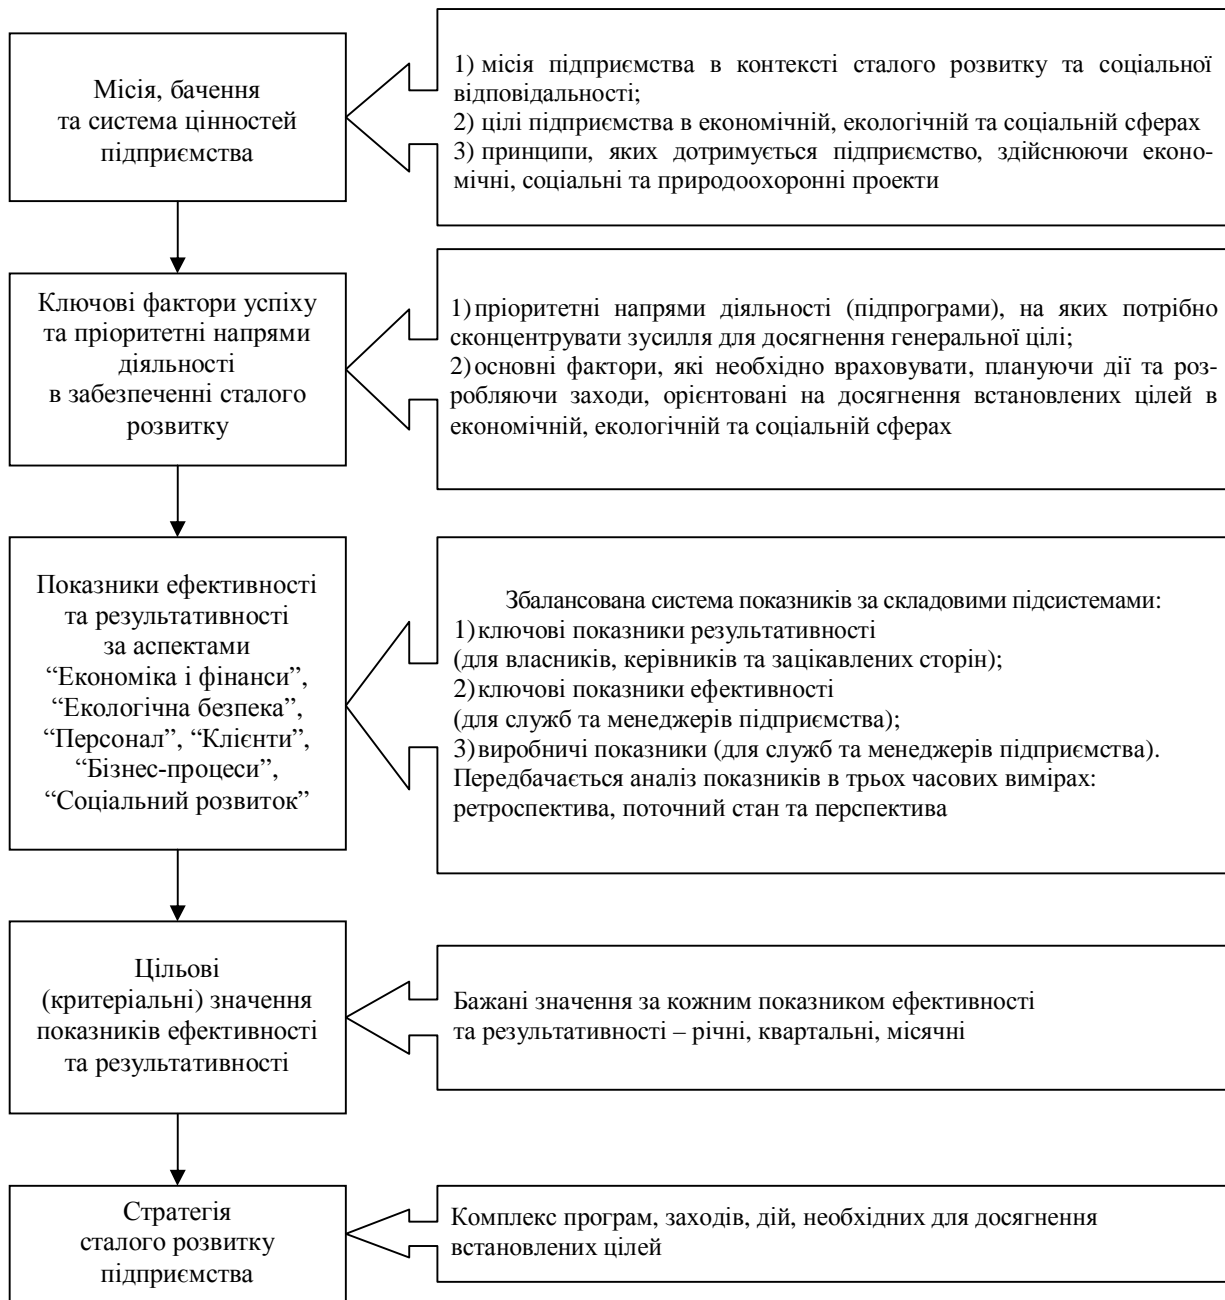 Місія, бачення
та система цінностей
підприємства
1) місія підприємства в контексті сталого розвитку та соціальної
відповідальності;
2) цілі підприємства в економічній, екологічній та соціальній сферах
3) принципи, яких дотримується підприємство, здійснюючи еконо-
мічні, соціальні та природоохоронні проекти
Ключові фактори успіху
та пріоритетні напрями
діяльності
в забезпеченні сталого
розвитку
1) пріоритетні напрями діяльності (підпрограми), на яких потрібно
сконцентрувати зусилля для досягнення генеральної цілі;
2) основні фактори, які необхідно враховувати, плануючи дії та роз-
робляючи заходи, орієнтовані на досягнення встановлених цілей в
економічній, екологічній та соціальній сферах
Показники ефективності
та результативності
за аспектами
“Економіка і фінанси”,
“Екологічна безпека”,
“Персонал”, “Клієнти”,
“Бізнес-процеси”,
“Соціальний розвиток”
Збалансована система показників за складовими підсистемами:
1) ключові показники результативності
(для власників, керівників та зацікавлених сторін);
2) ключові показники ефективності
(для служб та менеджерів підприємства);
3) виробничі показники (для служб та менеджерів підприємства).
Передбачається аналіз показників в трьох часових вимірах:
ретроспектива, поточний стан та перспектива
Цільові
(критеріальні) значення
показників ефективності
та результативності
Бажані значення за кожним показником ефективності
та результативності – річні, квартальні, місячні
Стратегія
сталого розвитку
підприємства
Комплекс програм, заходів, дій, необхідних для досягнення
встановлених цілей